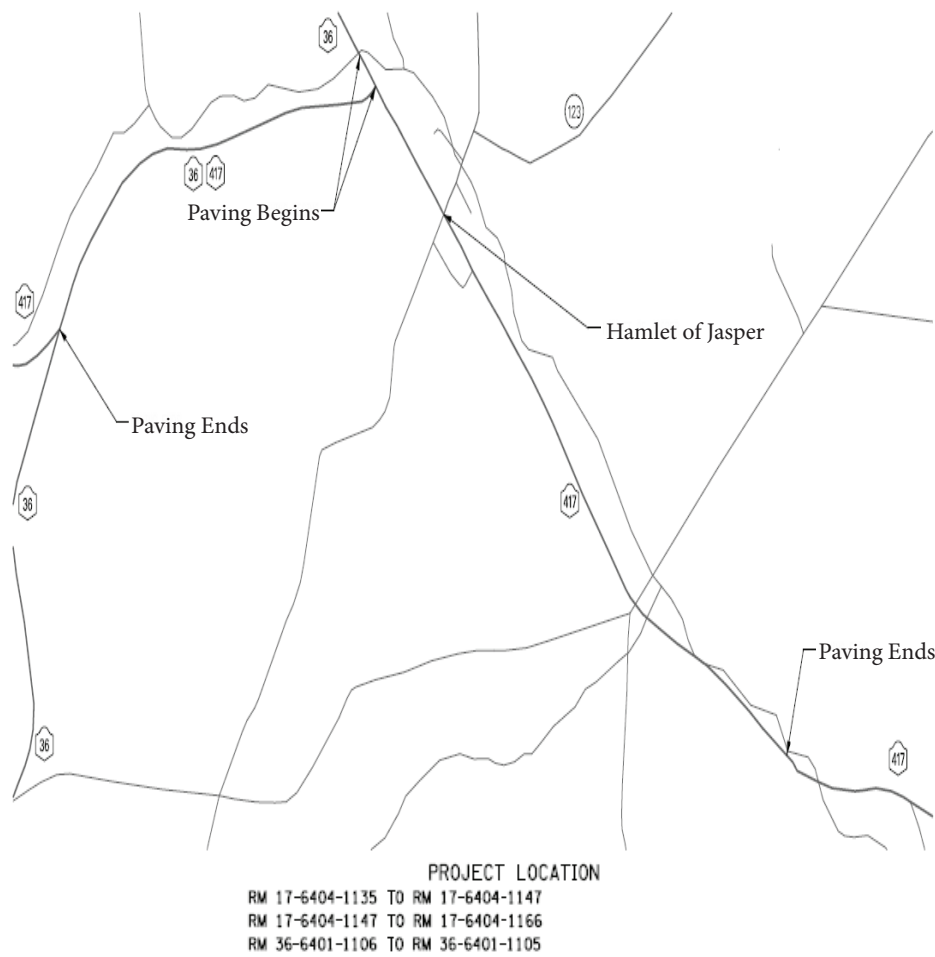 36
123
36 417
Paving Begins
417
Hamlet of Jasper
Paving Ends
36
417
Paving Ends
36
417
PROJECT LOCATION
RM 17-6404-1135 TO RM 17-6404-1147
RM 17-6404-1147 TO RM 17-6404-1166
RM 36-6401-1106 TO RM 36-6401-1105